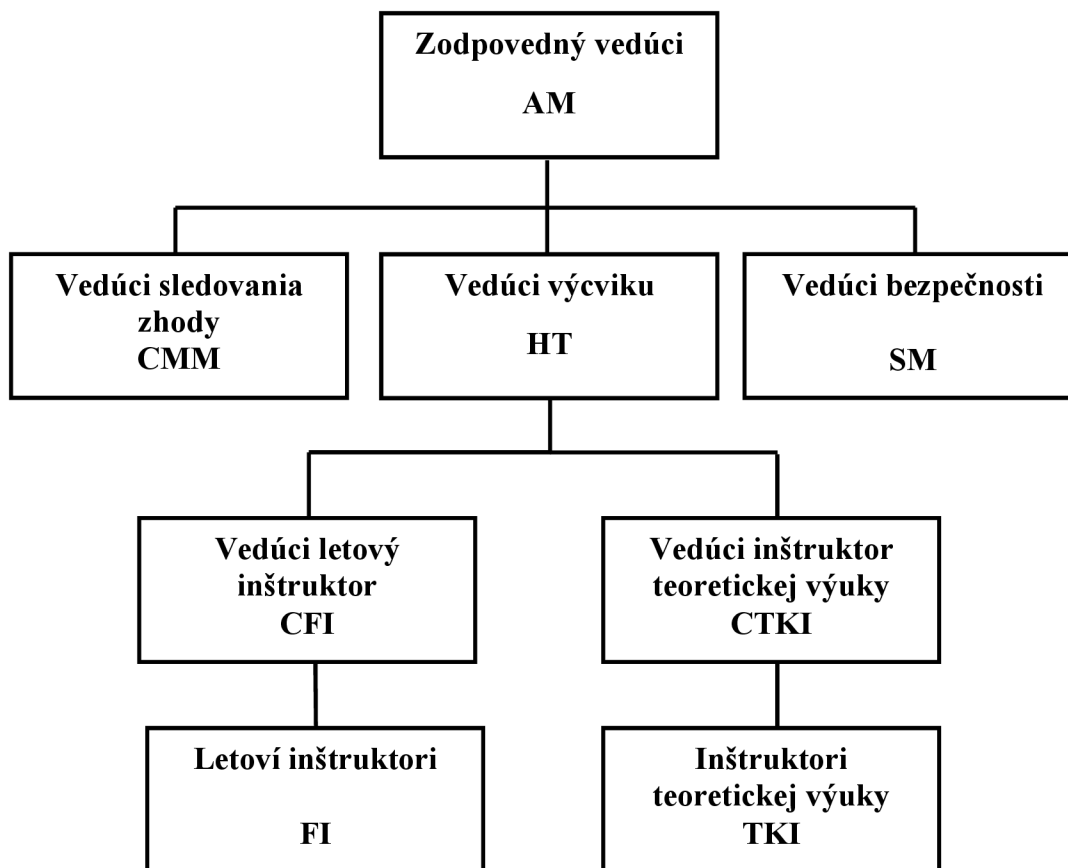 Zodpovedný vedúci
AM
Vedúci sledovania
zhody
CMM
Vedúci výcviku
HT
Vedúci bezpečnosti
SM
Vedúci letový
inštruktor
CFI
Vedúci inštruktor
teoretickej výuky
CTKI
Letoví inštruktori
FI
Inštruktori
teoretickej výuky
TKI